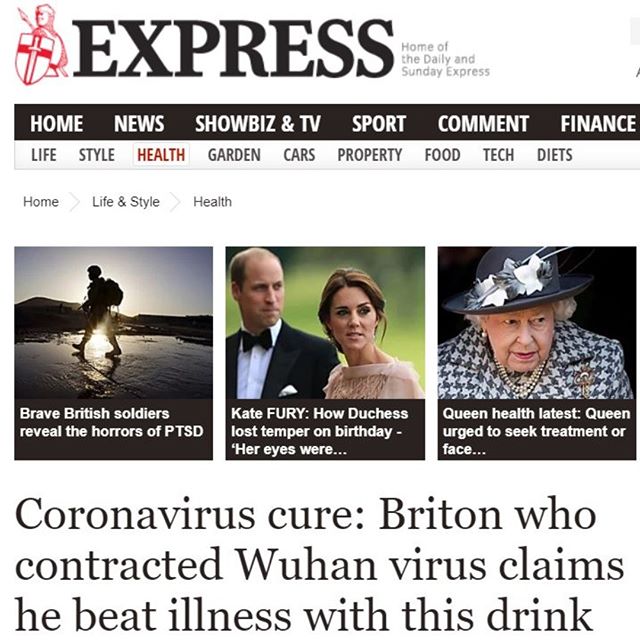 EXPRESS
Home of
the Daily and
Sunday Express
HOME NEWS SHOWBIZ & TV SPORT COMMENT FINANCE
LIFE STYLE HEALTH GARDEN CARS PROPERTY FOOD TECH DIETS
Home Life & Style Health
Brave British soldiers
reveal the horrors of PTSD
Kate FURY: How Duchess
lost temper on birthday -
‘Her eyes were…
Queen health latest: Queen
urged to seek treatment or
face…
Coronavirus cure: Briton who
contracted Wuhan virus claims
he beat illness with this drink